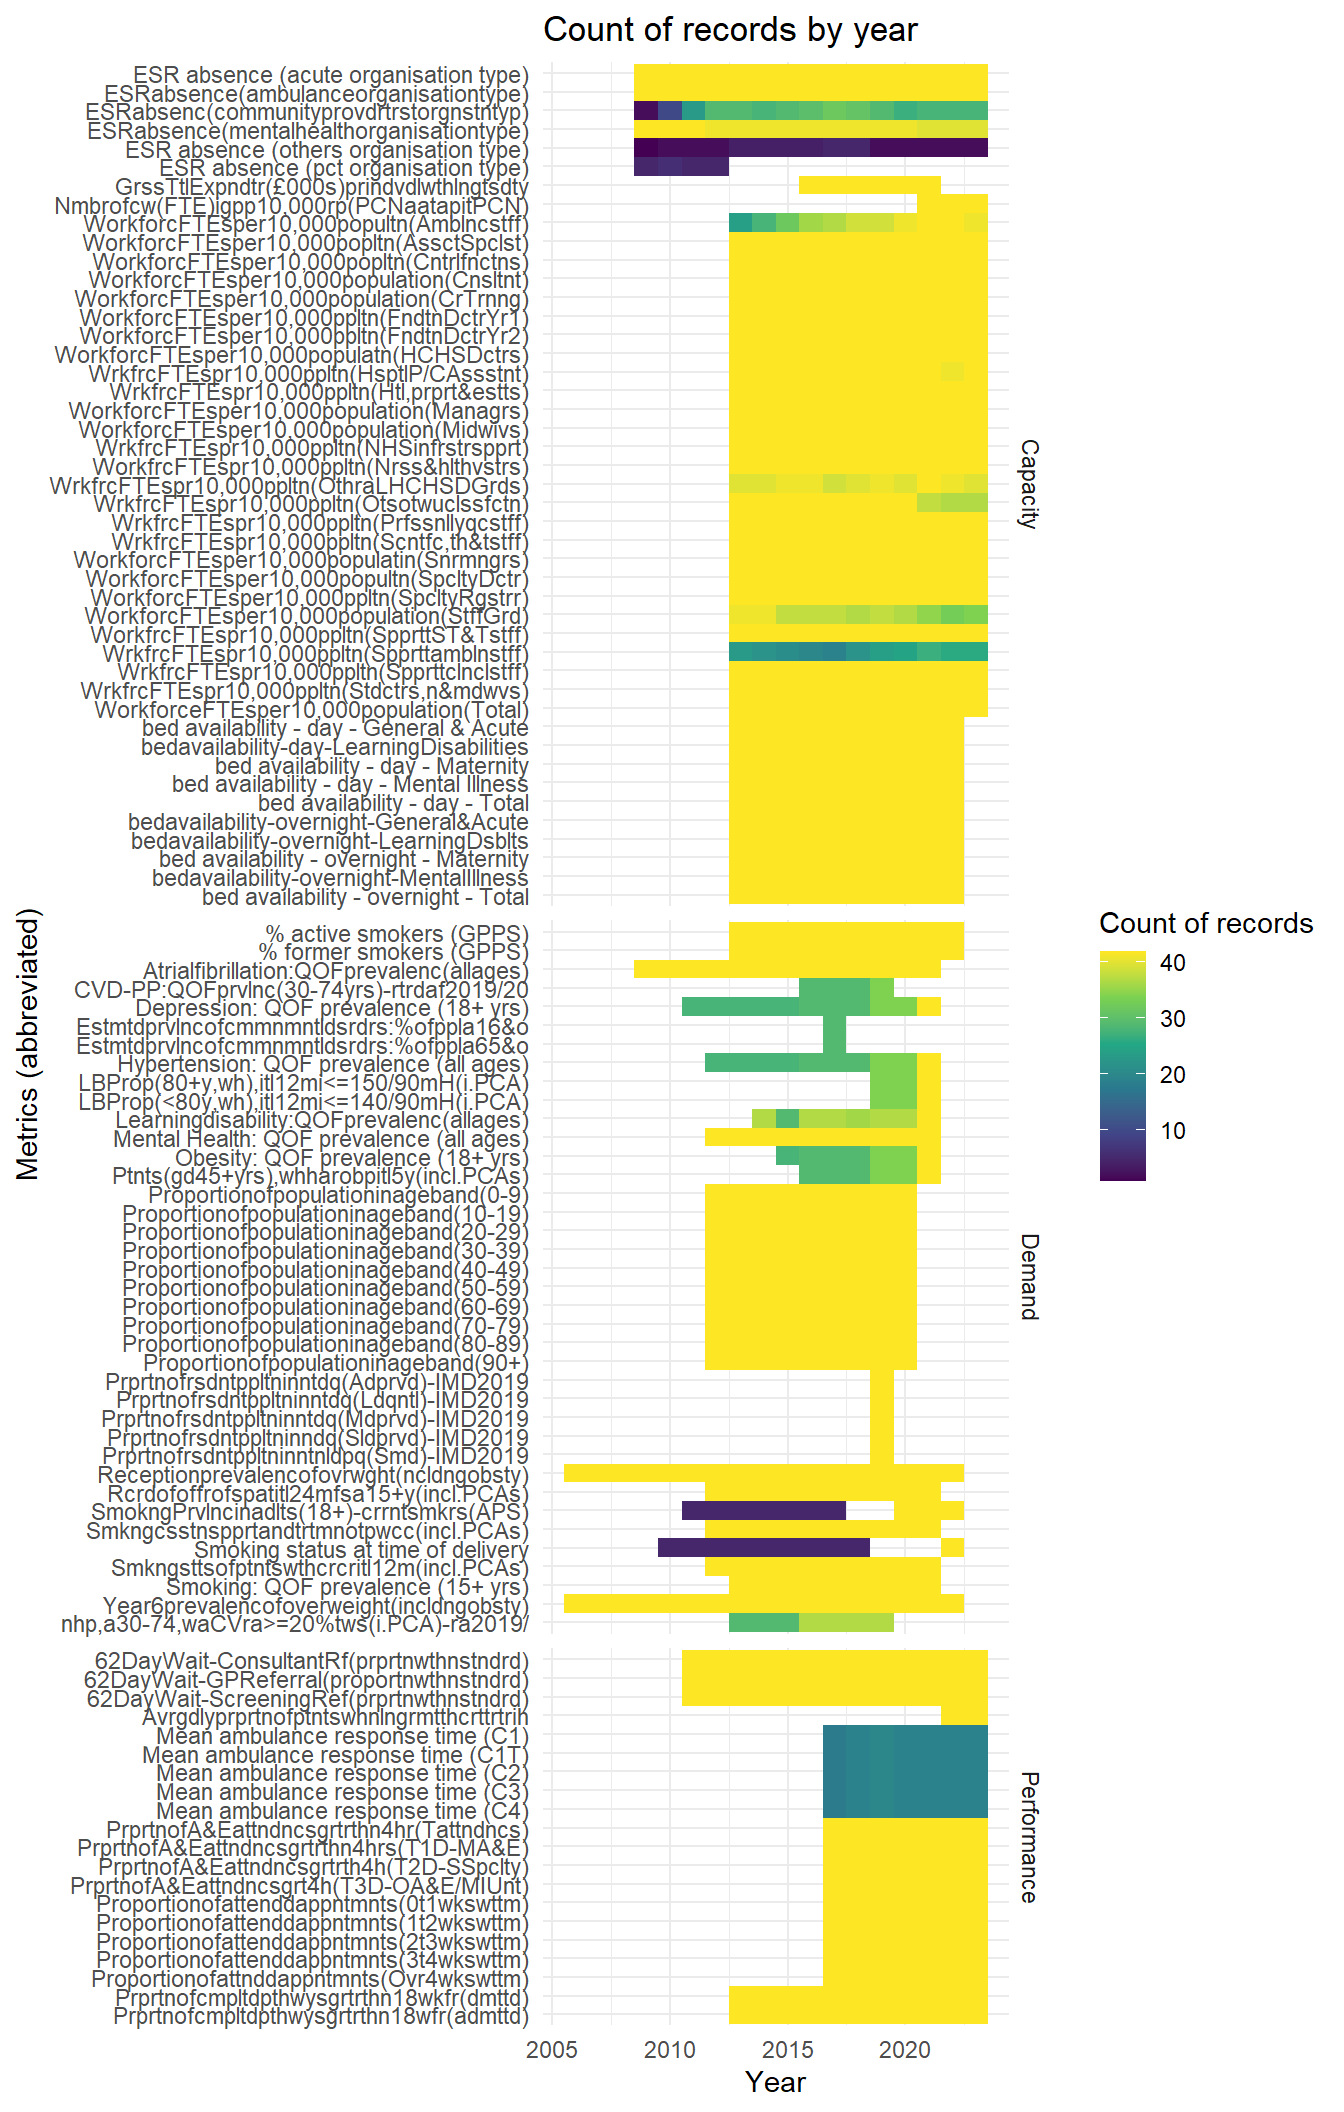 Count of records by year
ESR absence (acute organisation type)
ESRabsence(ambulanceorganisationtype)
ESRabsenc(communityprovdrtrstorgnstntyp)
ESRabsence(mentalhealthorganisationtype)
ESR absence (others organisation type)
ESR absence (pct organisation type)
GrssTtlExpndtr(£000s)prindvdlwthlngtsdty
Nmbrofcw(FTE)igpp10,000rp(PCNaatapitPCN)
WorkforcFTEsper10,000popultn(Amblncstff)
WorkforcFTEsper10,000popltn(AssctSpclst)
WorkforcFTEsper10,000popltn(Cntrlfnctns)
WorkforcFTEsper10,000population(Cnsltnt)
WorkforcFTEsper10,000population(CrTrnng)
WorkforcFTEsper10,000ppltn(FndtnDctrYr1)
WorkforcFTEsper10,000ppltn(FndtnDctrYr2)
WorkforcFTEsper10,000populatn(HCHSDctrs)
WrkfrcFTEspr10,000ppltn(HsptlP/CAssstnt)
WrkfrcFTEspr10,000ppltn(Htl,prprt&estts)
WorkforcFTEsper10,000population(Managrs)
WorkforcFTEsper10,000population(Midwivs)
WrkfrcFTEspr10,000ppltn(NHSinfrstrspprt)
WorkforcFTEsper10,000ppltn(Nrss&hlthvstrs)
WrkfrcFTEspr10,000ppltn(OthraLHCHSDGrds)
WrkfrcFTEspr10,000ppltn(Otsotwuclssfctn)
WrkfrcFTEspr10,000ppltn(Prfssnllyqcstff)
WrkfrcFTEspr10,000ppltn(Scntfc,th&tstff)
WorkforcFTEsper10,000populatin(Snrmngrs)
WorkforcFTEsper10,000popultn(SpcltyDctr)
WorkforcFTEsper10,000ppltn(SpcltyRgstrr)
WorkforcFTEsper10,000population(StffGrd)
WorkfrcFTEspr10,000ppltn(SpprttST&Tstff)
WrkfrcFTEspr10,000ppltn(Spprttamblnstff)
WrkfrcFTEspr10,000ppltn(Spprttclnclstff)
WrkfrcFTEspr10,000ppltn(Stdctrs,n&mdwvs)
WorkforceFTEsper10,000population(Total)
bed availability - day - General & Acute
bedavailability-day-LearningDisabilities
bed availability - day - Maternity
bed availability - day - Mental Illness
bed availability - day - Total
bedavailability-overnight-General&Acute
bedavailability-overnight-LearningDsblts
bed availability - overnight - Maternity
bedavailability-overnight-MentalIllness
bed availability - overnight - Total
Capacity
% active smokers (GPPS)
% former smokers (GPPS)
Atrialfibrillation:QOFprevalenc(allages)
CVD-PP:QOFprvlnc(30-74yrs)-rtrdaf2019/20
Depression: QOF prevalence (18+ yrs)
Estmtdprvlncofcmmnmntldsrdrs:%ofppla16&o
Estmtdprvlncofcmmnmntldsrdrs:%ofppla65&o
Hypertension: QOF prevalence (all ages)
LBProp(80+y,wh),itl12mi<=150/90mH(i.PCA)
LBProp(<80y,wh),itl12mi<=140/90mH(i.PCA)
Learningdisability:QOFprevalenc(allages)
Mental Health: QOF prevalence (all ages)
Obesity: QOF prevalence (18+ yrs)
Ptnts(gd45+yrs),whharobpitl5y(incl.PCAs)
Proportionofpopulationinageband(0-9)
Proportionofpopulationinageband(10-19)
Proportionofpopulationinageband(20-29)
Proportionofpopulationinageband(30-39)
Proportionofpopulationinageband(40-49)
Proportionofpopulationinageband(50-59)
Proportionofpopulationinageband(60-69)
Proportionofpopulationinageband(70-79)
Proportionofpopulationinageband(80-89)
Proportionofpopulationinageband(90+)
Prprtnofrsdntppltninntdq(Adprvd)-IMD2019
Prprtnofrsdntppltninntdq(Ldqntl)-IMD2019
Prprtnofrsdntppltninntdq(Mdprvd)-IMD2019
Prprtnofrsdntppltninndq(Sldprvd)-IMD2019
Prprtnofrsdntppltninntnldpq(Smd)-IMD2019
Receptionprevalencofovrwght(ncldngobsty)
Rcrdofoffrofspatitl24mfsa15+y(incl.PCAs)
SmokngPrvlncinadlts(18+)-crrntsmkrs(APS)
Smkngcsstnspprtandtrtmnotpwcc(incl.PCAs)
Smoking status at time of delivery
Smkngsttsofptntswthcrcritl12m(incl.PCAs)
Smoking: QOF prevalence (15+ yrs)
Year6prevalenceofoverweight(incldngobsty)
nhp,a30-74,waCVra>=20%tws(i.PCA)-ra2019/
Demand
62DayWait-ConsultantRf(prprtnwthnstndrd)
62DayWait-GPReferral(proportnwthnstndrd)
62DayWait-ScreeningRef(prprtnwthnstndrd)
Avrgdlyprprtnofptntswhnlngrmtthcrttrtrih
Mean ambulance response time (C1)
Mean ambulance response time (C1T)
Mean ambulance response time (C2)
Mean ambulance response time (C3)
Mean ambulance response time (C4)
PrprtnofA&Eattndncsgrtrthn4hr(Tattndncs)
PrprtnofA&Eattndncsgrtrthn4hrs(T1D-MA&E)
PrprtnofA&Eattndncsgrtrth4h(T2D-SSpclty)
PrprtnofA&Eattndncsgrt4h(T3D-OA&E/MIUnt)
Proportionofattenddappntmnts(0t1wkswttm)
Proportionofattenddappntmnts(1t2wkswttm)
Proportionofattenddappntmnts(2t3wkswttm)
Proportionofattenddappntmnts(3t4wkswttm)
Proportionofattnddappntmnts(Ovr4wkswttm)
Prprtnofcmpltdpthwysgrtrthn18wkfr(dmttd)
Prprtnofcmpltdpthwysgrtrthn18wfr(admttd)
Performance
2005 2010 2015 2020
Year
Metrics (abbreviated)
Count of records
40
30
20
10